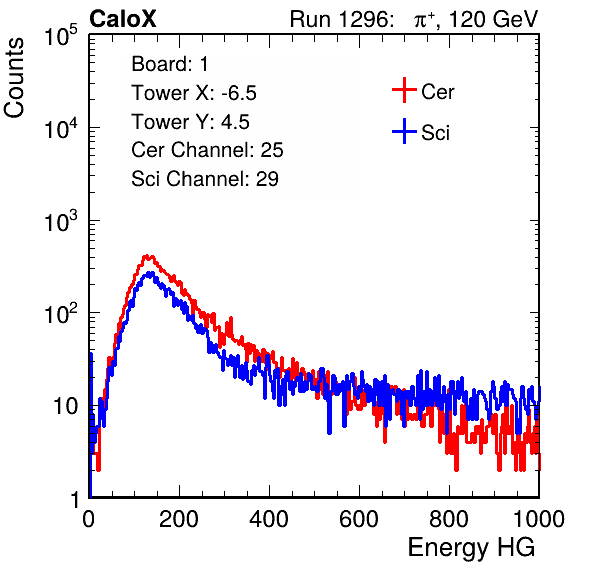 CaloX Run 1296: π⁺, 120 GeV
Counts
10⁵
10⁴
10³
10²
10
1
Board: 1
Tower X: -6.5
Tower Y: 4.5
Cer Channel: 25
Sci Channel: 29
Cer
Sci
0 200 400 600 800 1000
Energy HG